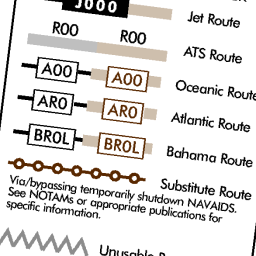 J000 Jet Route
R00 R00 ATS Route
A00 A00 Oceanic Route
AR0 AR0 Atlantic Route
BR0L BR0L Bahama Route
Substitute Route
Via/bypassing temporarily shutdown NAVAIDS.
See NOTAMs or appropriate publications for
specific information.
Unusable